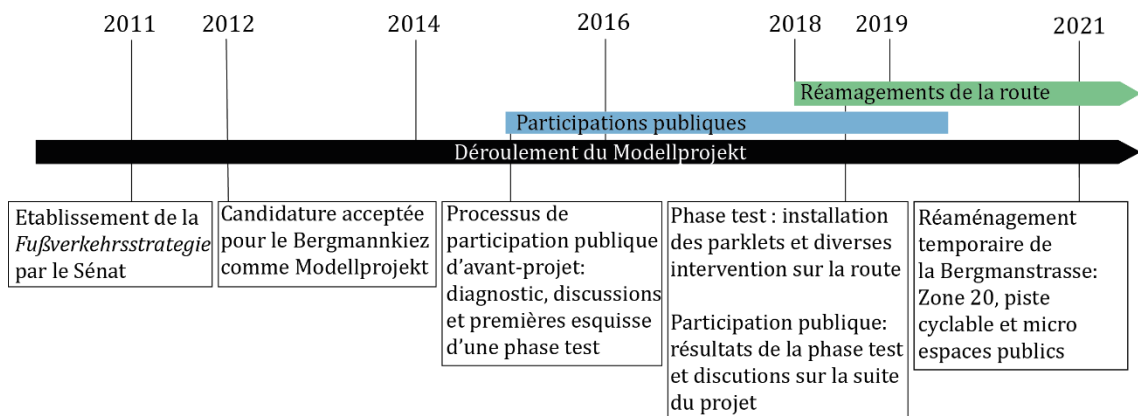 2011
2012
2014
2016
2018
2019
2021
Réamagements de la route
Participations publiques
Déroulement du Modellprojekt
Etablissement de la
Fußverkehrsstrategie
par le Sénat
Candidature acceptée
pour le Bergmannkiez
comme Modellprojekt
Processus de
participation publique
d'avant-projet:
diagnostic, discussions
et premières esquisse
d'une phase test
Phase test : installation
des parklets et diverses
intervention sur la route
Participation publique:
résultats de la phase test
et discutions sur la suite
du projet
Réaménagement
temporaire de
la Bergmanstrasse:
Zone 20, piste
cyclable et micro
espaces publics